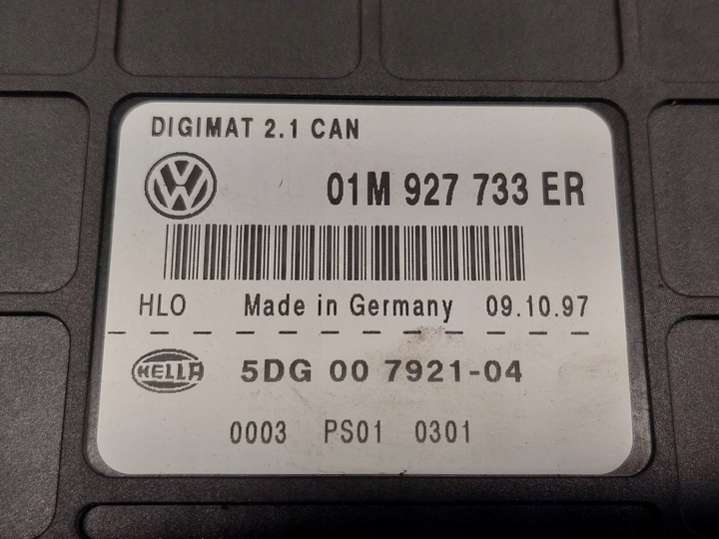 DIGIMAT 2.1 CAN
01M 927 733 ER
HLO Made in Germany 09.10.97
HELLA 5DG 00 7921-04
0003 PS01 0301